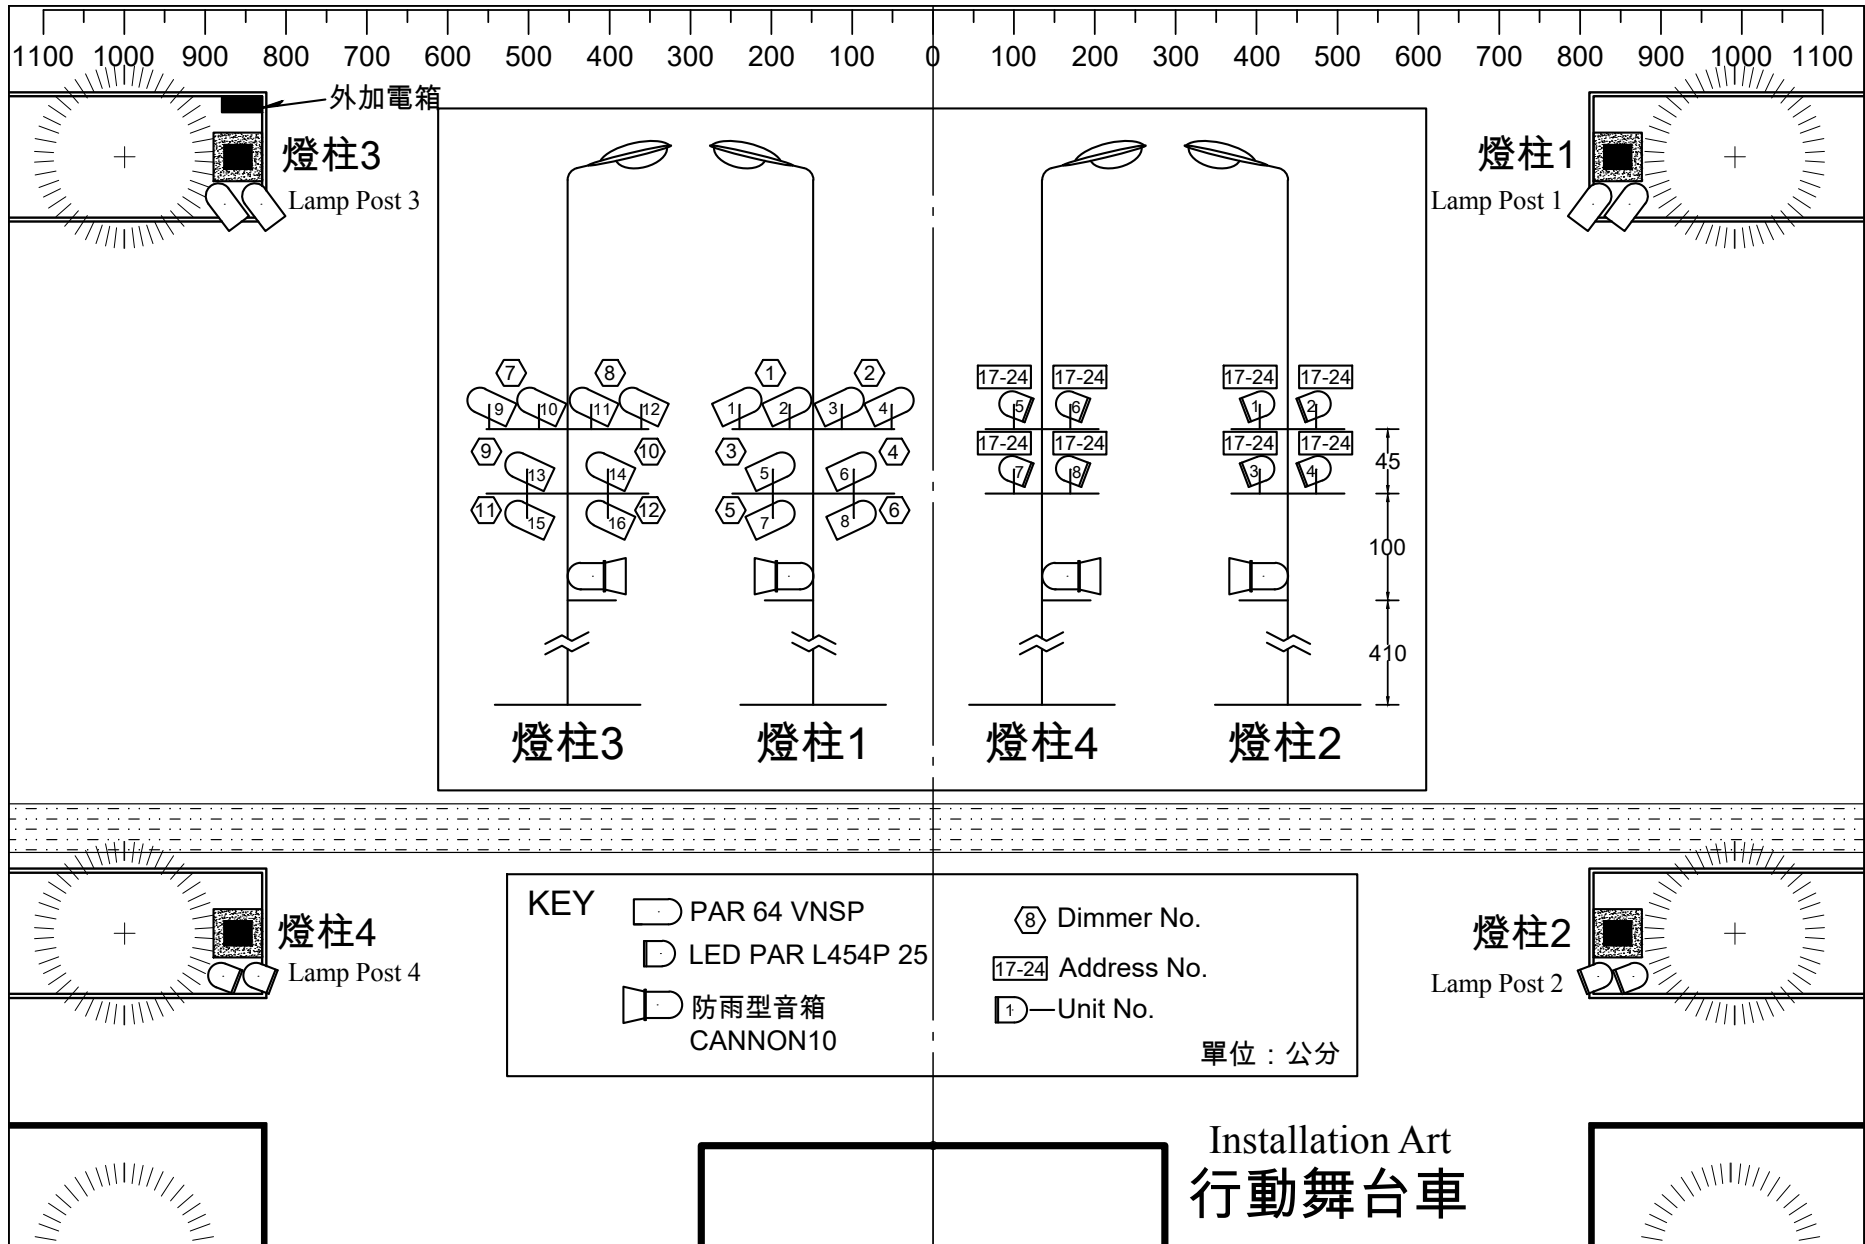 1100 1000 900 800 700 600 500 400 300 200 100 0 100 200 300 400 500 600 700 800 900 1000 1100
外加電箱
燈柱3
Lamp Post 3
燈柱1
Lamp Post 1
7 8 1 2
17-24 17-24 17-24 17-24
9 10 11 12 1 2 3 4 5 6 1 2
9 10 3 4
17-24 17-24 17-24 17-24
13 14 5 6 7 8 3 4
45
11 12 5 6
15 16 7 8
100
410
燈柱3 燈柱1 燈柱4 燈柱2
燈柱4
Lamp Post 4
燈柱2
Lamp Post 2
KEY
PAR 64 VNSP
LED PAR L454P 25
防雨型音箱
CANNON10
8 Dimmer No.
17-24 Address No.
1 Unit No.
單位：公分
Installation Art
行動舞台車